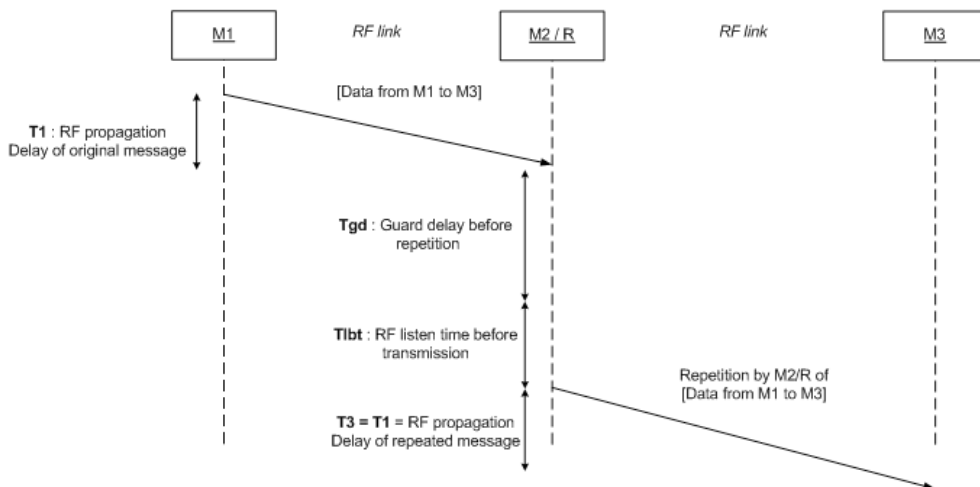 M1
RF link
M2 / R
RF link
M3
[Data from M1 to M3]
T1 : RF propagation
Delay of original message
Tgd : Guard delay before
repetition
Tlbt : RF listen time before
transmission
Repetition by M2/R of
[Data from M1 to M3]
T3 = T1 = RF propagation
Delay of repeated message